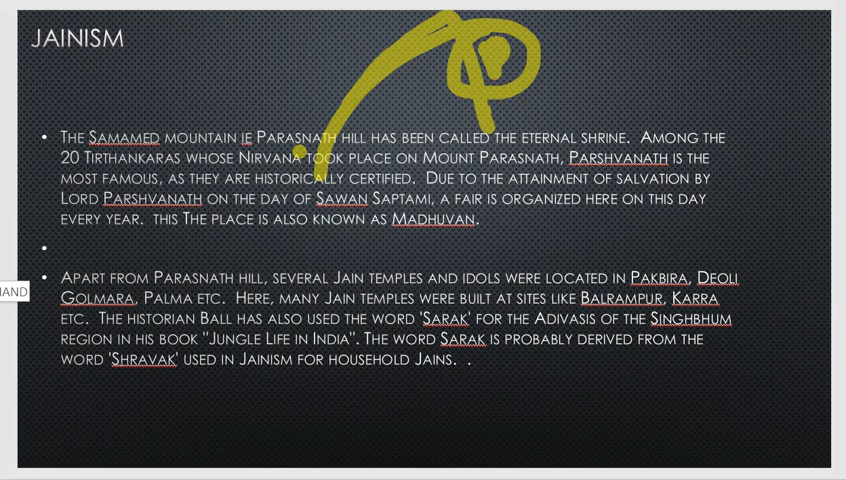 JAINISM
• THE SAMAMED MOUNTAIN IE PARASNATH HILL HAS BEEN CALLED THE ETERNAL SHRINE. AMONG THE
20 TIRTHANKARAS WHOSE NIRVANA TOOK PLACE ON MOUNT PARASNATH, PARSHVANATH IS THE
MOST FAMOUS, AS THEY ARE HISTORICALLY CERTIFIED. DUE TO THE ATTAINMENT OF SALVATION BY
LORD PARSHVANATH ON THE DAY OF SAWAN SAPTAMI, A FAIR IS ORGANIZED HERE ON THIS DAY
EVERY YEAR. THIS THE PLACE IS ALSO KNOWN AS MADHUVAN.
•
• APART FROM PARASNATH HILL, SEVERAL JAIN TEMPLES AND IDOLS WERE LOCATED IN PAKBIRA, DEOLI
HAND
GOLMARA, PALMA ETC. HERE, MANY JAIN TEMPLES WERE BUILT AT SITES LIKE BALRAMPUR, KARRA
ETC. THE HISTORIAN BALL HAS ALSO USED THE WORD 'SARAK' FOR THE ADIVASIS OF THE SINGHBHUM
REGION IN HIS BOOK "JUNGLE LIFE IN INDIA". THE WORD SARAK IS PROBABLY DERIVED FROM THE
WORD 'SHRAVAK' USED IN JAINISM FOR HOUSEHOLD JAINS. .